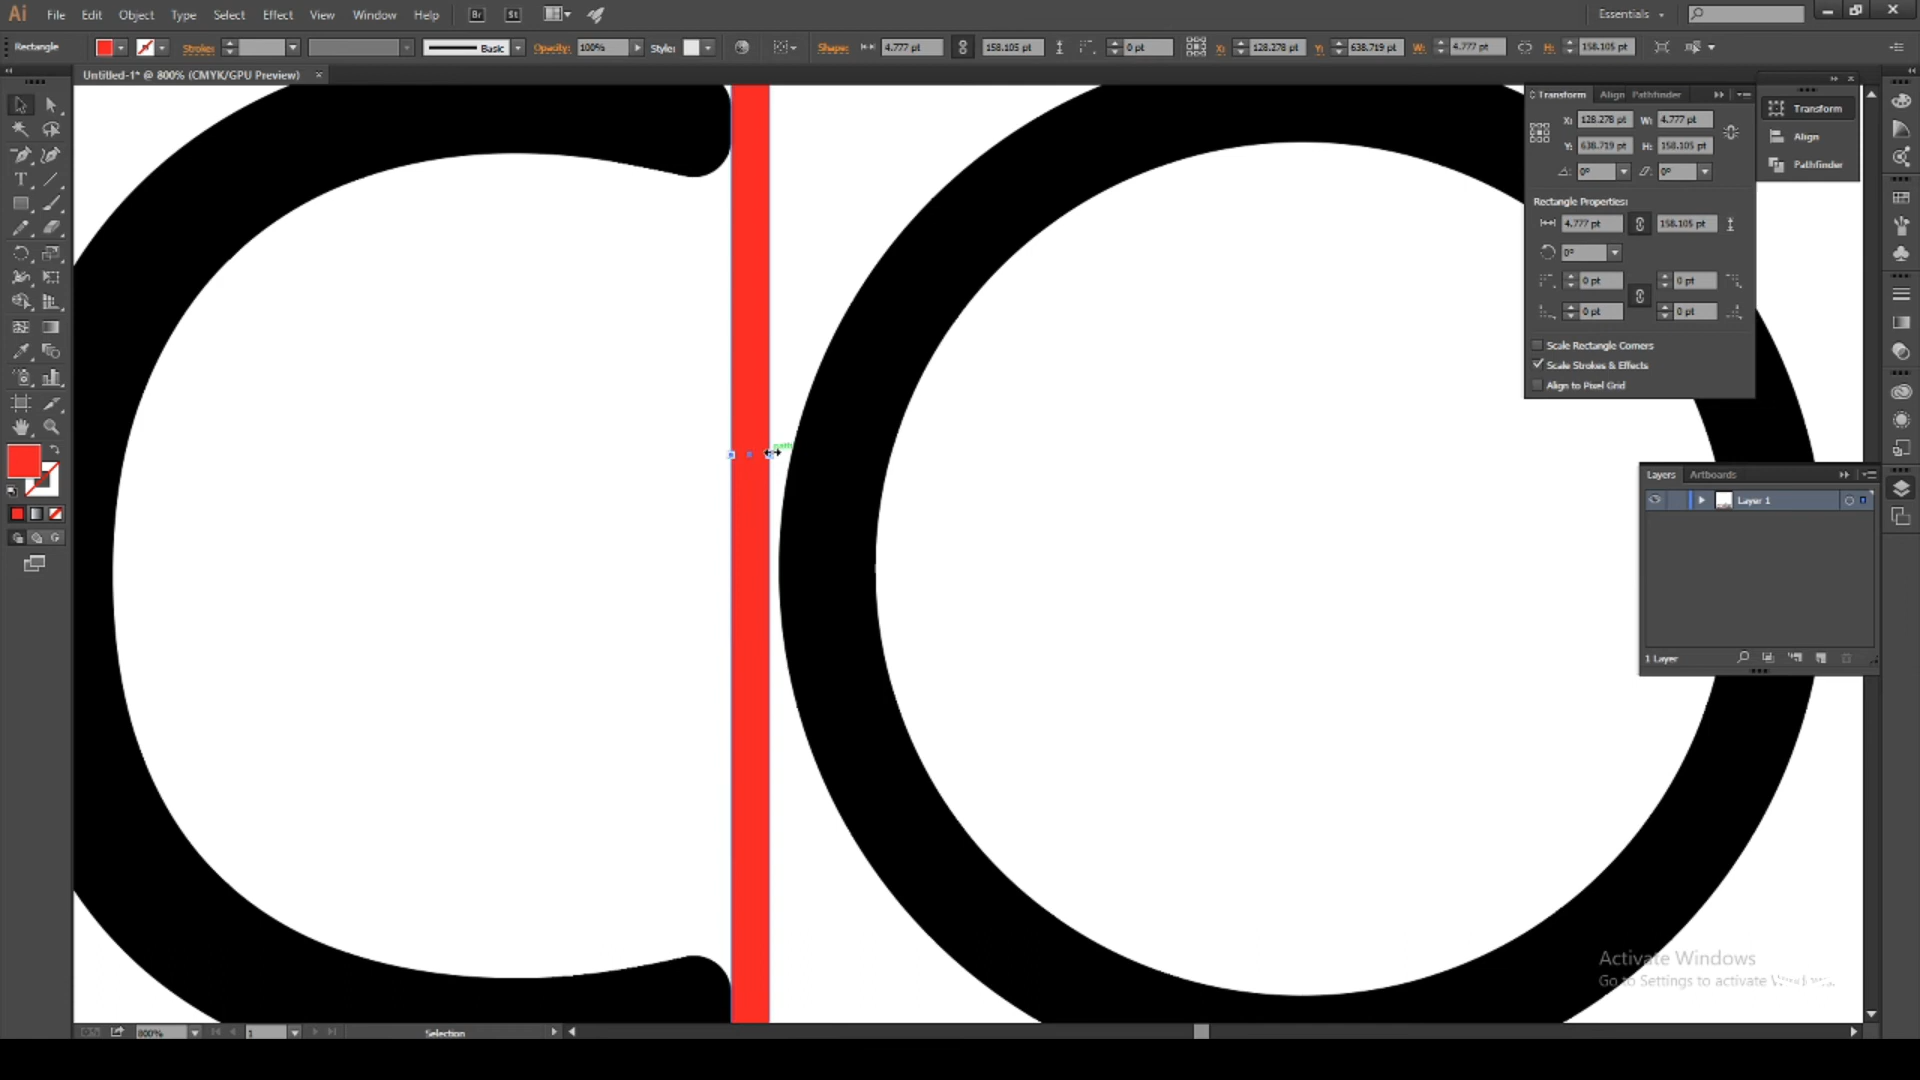 Ai File Edit Object Type Select Effect View Window Help Br St Essentials
Rectangle Stroke: Basic Opacity: 100% Style: Shape: 4.777 pt 158.105 pt 0 pt X: 128.278 pt Y: 638.719 pt W: 4.777 pt H: 158.105 pt
Untitled-1* @ 800% (CMYK/GPU Preview) ×
Transform Align Pathfinder
X: 128.278 pt W: 4.777 pt
Y: 638.719 pt H: 158.105 pt
0° 0°
Rectangle Properties:
4.777 pt 158.105 pt
0°
0 pt 0 pt
0 pt 0 pt
Scale Rectangle Corners
Scale Strokes & Effects
Align to Pixel Grid
Transform
Align
Pathfinder
path
T
Layers Artboards
Layer 1
1 Layer
Activate Windows
Go to Settings to activate Windows.
800% 1 Selection